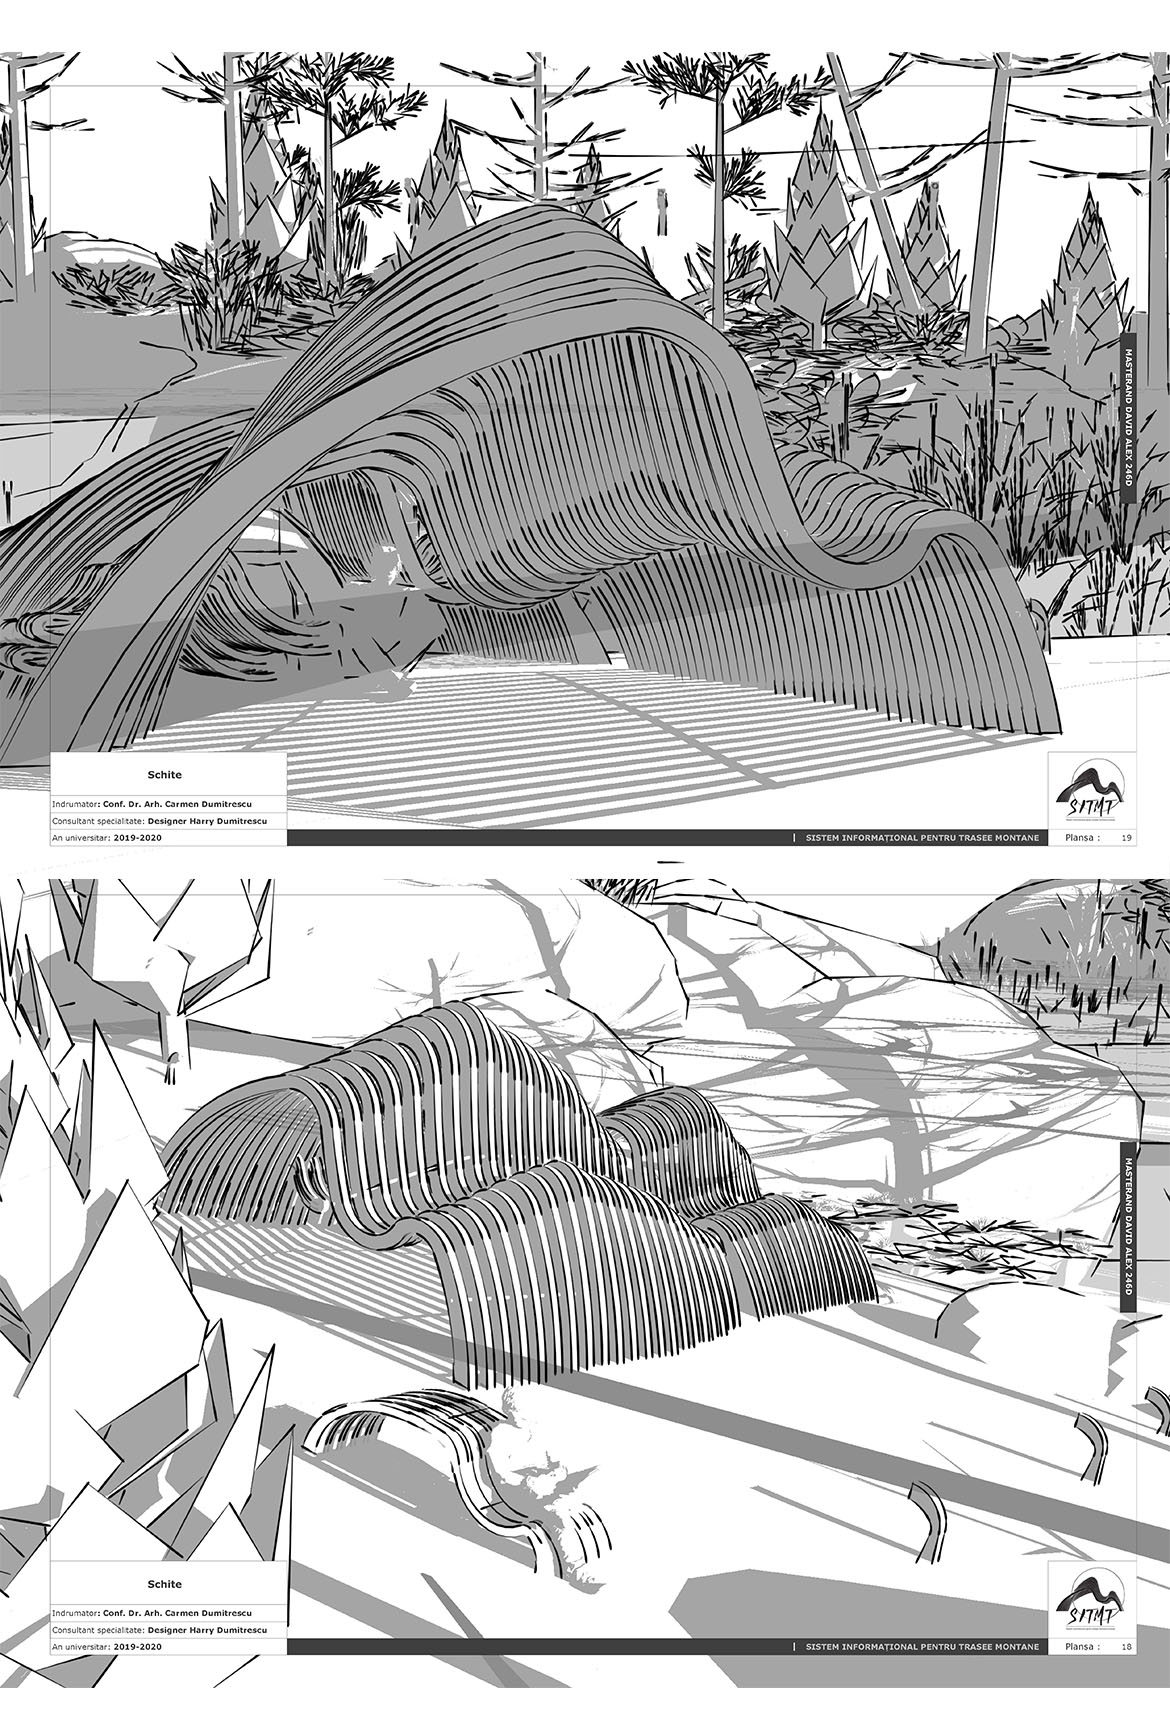 MASTERAND DAVID ALEX 246D
Schite
Indrumator: Conf. Dr. Arh. Carmen Dumitrescu
Consultant specialitate: Designer Harry Dumitrescu
An universitar: 2019-2020
| SISTEM INFORMAȚIONAL PENTRU TRASEE MONTANE
SITMT
Plansa : 19
MASTERAND DAVID ALEX 246D
Schite
Indrumator: Conf. Dr. Arh. Carmen Dumitrescu
Consultant specialitate: Designer Harry Dumitrescu
An universitar: 2019-2020
| SISTEM INFORMAȚIONAL PENTRU TRASEE MONTANE
SITMT
Plansa : 18